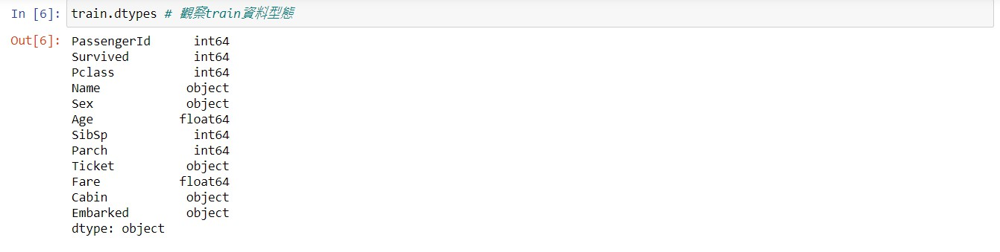 In [6]: train.dtypes # 觀察train資料型態
Out[6]: PassengerId      int64
Survived         int64
Pclass           int64
Name            object
Sex             object
Age            float64
SibSp            int64
Parch            int64
Ticket          object
Fare           float64
Cabin           object
Embarked        object
dtype: object